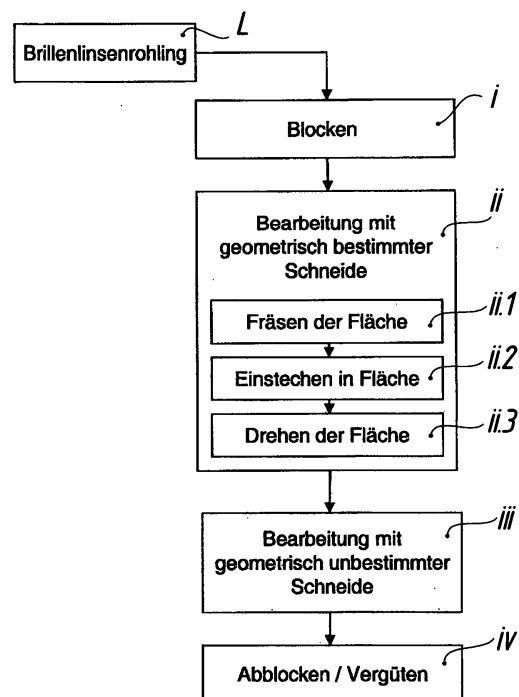 L
Brillenlinsenrohling
i
Blocken
ii
Bearbeitung mit
geometrisch bestimmter
Schneide
ii.1
Fräsen der Fläche
ii.2
Einstechen in Fläche
ii.3
Drehen der Fläche
iii
Bearbeitung mit
geometrisch unbestimmter
Schneide
iv
Abblocken / Vergüten